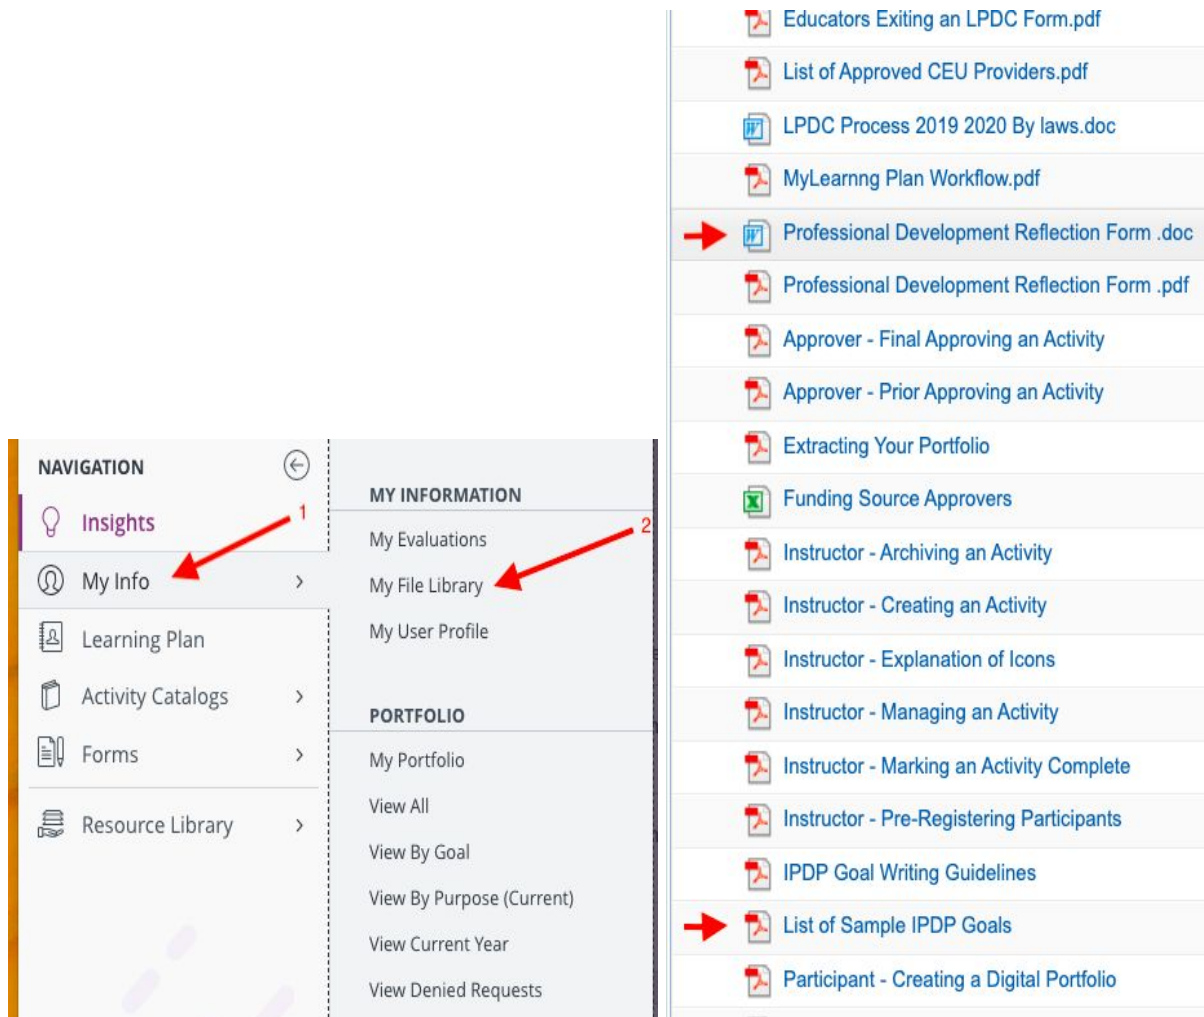 NAVIGATION
Insights
1
My Info
Learning Plan
Activity Catalogs
Forms
Resource Library
MY INFORMATION
My Evaluations
2
My File Library
My User Profile
PORTFOLIO
My Portfolio
View All
View By Goal
View By Purpose (Current)
View Current Year
View Denied Requests
Educators Exiting an LPDC Form.pdf
List of Approved CEU Providers.pdf
LPDC Process 2019 2020 By laws.doc
MyLearnng Plan Workflow.pdf
Professional Development Reflection Form .doc
Professional Development Reflection Form .pdf
Approver - Final Approving an Activity
Approver - Prior Approving an Activity
Extracting Your Portfolio
Funding Source Approvers
Instructor - Archiving an Activity
Instructor - Creating an Activity
Instructor - Explanation of Icons
Instructor - Managing an Activity
Instructor - Marking an Activity Complete
Instructor - Pre-Registering Participants
IPDP Goal Writing Guidelines
List of Sample IPDP Goals
Participant - Creating a Digital Portfolio